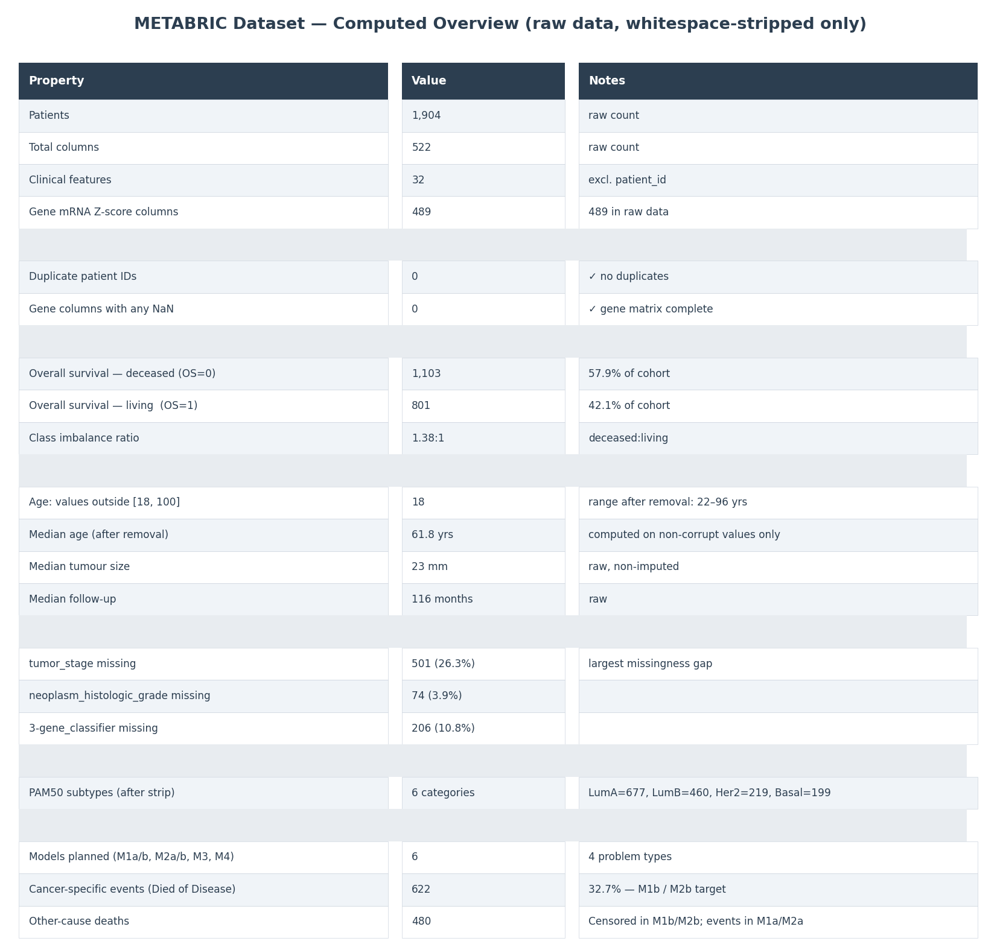 METABRIC Dataset — Computed Overview (raw data, whitespace-stripped only)
Property Value Notes
Patients 1,904 raw count
Total columns 522 raw count
Clinical features 32 excl. patient_id
Gene mRNA Z-score columns 489 489 in raw data
Duplicate patient IDs 0 ✓ no duplicates
Gene columns with any NaN 0 ✓ gene matrix complete
Overall survival — deceased (OS=0) 1,103 57.9% of cohort
Overall survival — living  (OS=1) 801 42.1% of cohort
Class imbalance ratio 1.38:1 deceased:living
Age: values outside [18, 100] 18 range after removal: 22–96 yrs
Median age (after removal) 61.8 yrs computed on non-corrupt values only
Median tumour size 23 mm raw, non-imputed
Median follow-up 116 months raw
tumor_stage missing 501 (26.3%) largest missingness gap
neoplasm_histologic_grade missing 74 (3.9%)
3-gene_classifier missing 206 (10.8%)
PAM50 subtypes (after strip) 6 categories LumA=677, LumB=460, Her2=219, Basal=199
Models planned (M1a/b, M2a/b, M3, M4) 6 4 problem types
Cancer-specific events (Died of Disease) 622 32.7% — M1b / M2b target
Other-cause deaths 480 Censored in M1b/M2b; events in M1a/M2a